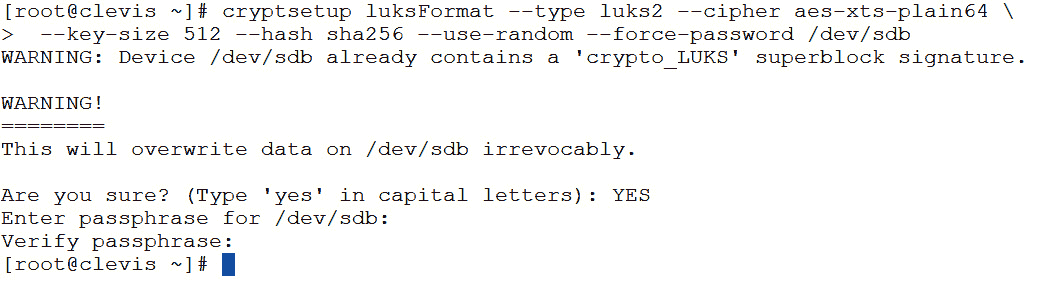 [root@clevis ~]# cryptsetup luksFormat --type luks2 --cipher aes-xts-plain64 \
>  --key-size 512 --hash sha256 --use-random --force-password /dev/sdb
WARNING: Device /dev/sdb already contains a 'crypto_LUKS' superblock signature.

WARNING!
========
This will overwrite data on /dev/sdb irrevocably.

Are you sure? (Type 'yes' in capital letters): YES
Enter passphrase for /dev/sdb:
Verify passphrase:
[root@clevis ~]#